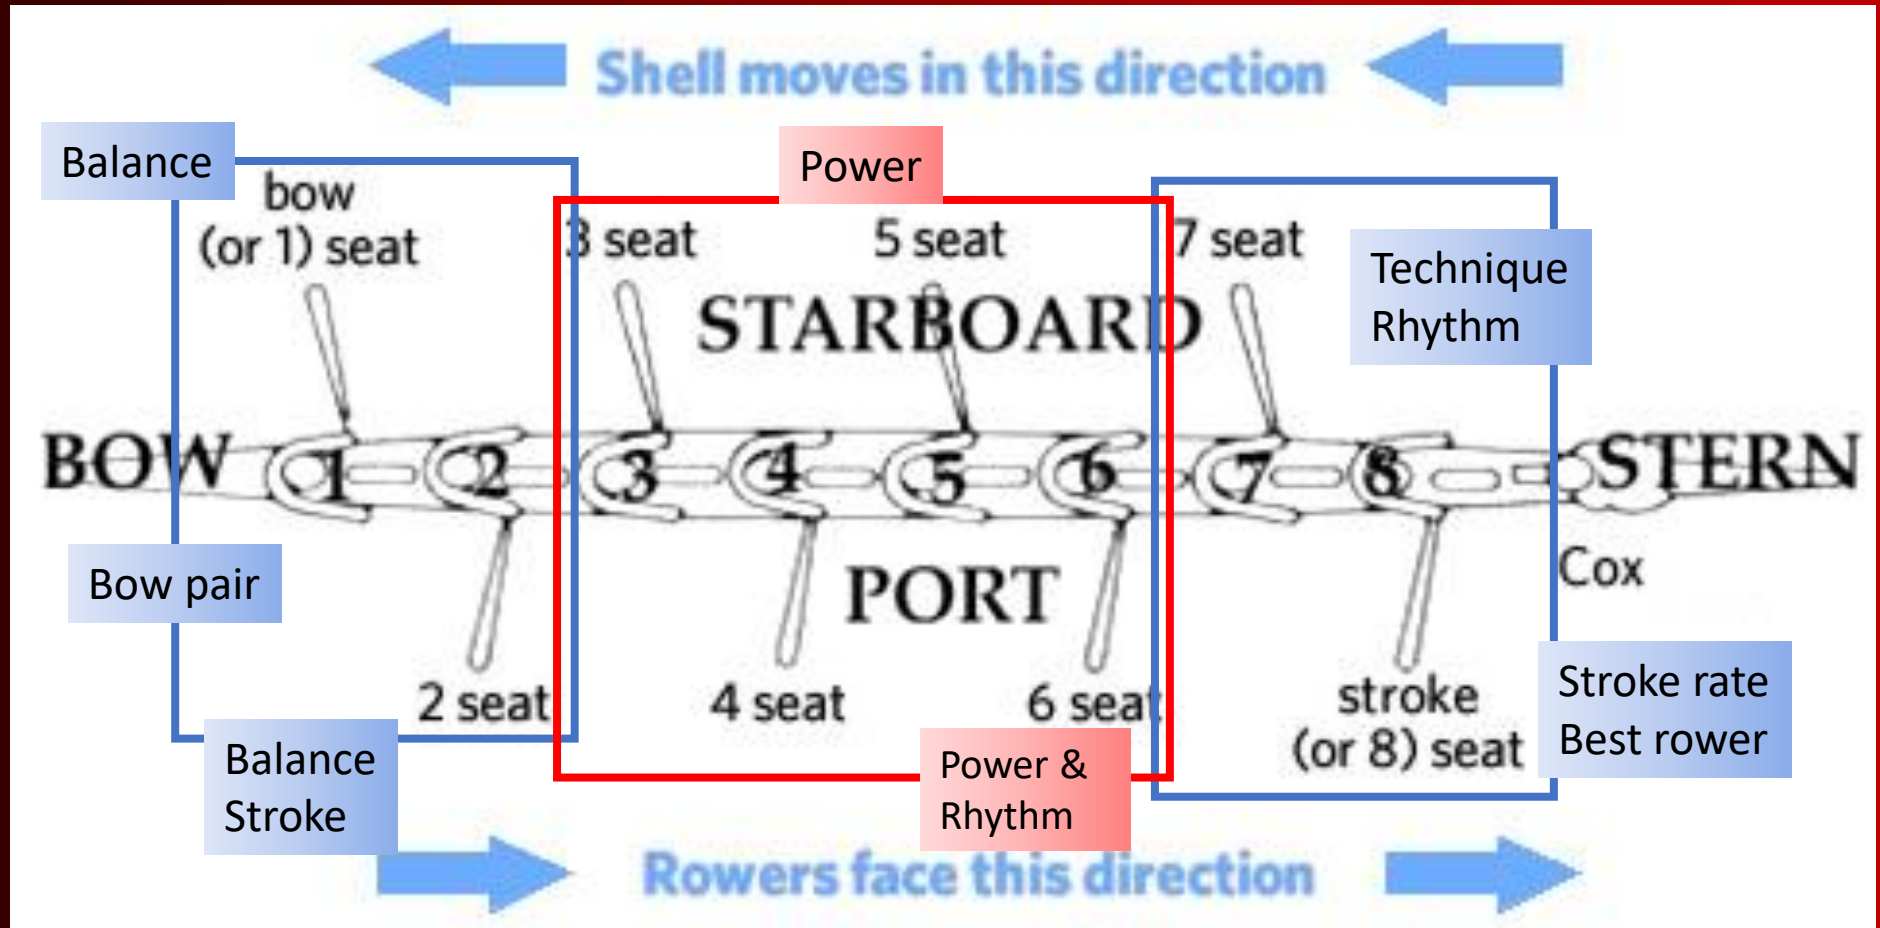 Shell moves in this direction
Balance
Power
bow
(or 1) seat
3 seat
5 seat
7 seat
Technique
Rhythm
STARBOARD
BOW
1
2
3
4
5
6
7
8
STERN
Bow pair
PORT
Cox
2 seat
4 seat
6 seat
stroke
(or 8) seat
Stroke rate
Best rower
Balance
Stroke
Power &
Rhythm
Rowers face this direction